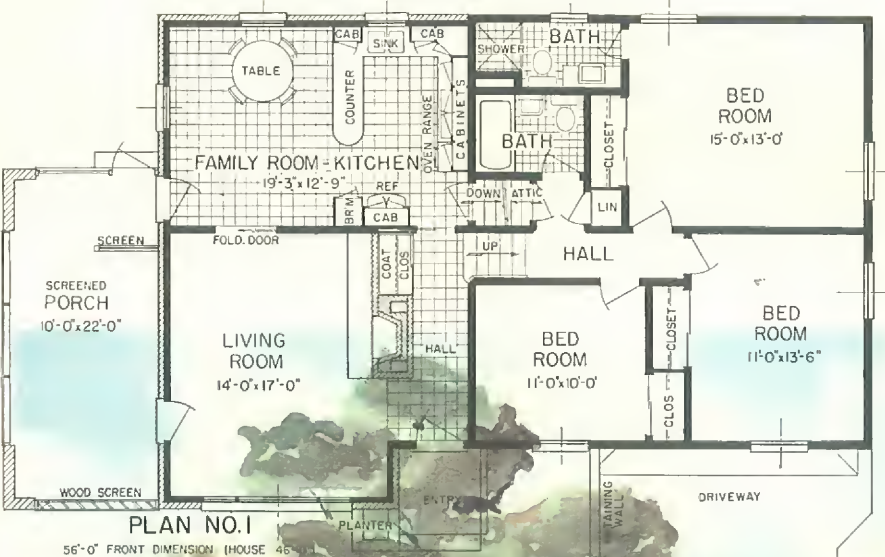 CAB
SINK
CAB
TABLE
COUNTER
OVEN RANGE
CABINETS
FAMILY ROOM - KITCHEN
19'-3"x12'-9"
REF
BRM
CAB
SHOWER
BATH
BATH
CLOSET
LIN
BED
ROOM
15'-0"x13'-0"
DOWN
ATTIC
UP
HALL
SCREEN
FOLD. DOOR
SCREENED
PORCH
10'-0"x22'-0"
COAT
CLOS
LIVING
ROOM
14'-0"x17'-0"
HALL
BED
ROOM
11'-0"x10'-0"
CLOSET
CLOS
BED
ROOM
11'-0"x13'-6"
WOOD SCREEN
PLAN NO.1
56'-0" FRONT DIMENSION (HOUSE 46'-0")
PLANTER
ENTRY
TAINING
WALL
DRIVEWAY